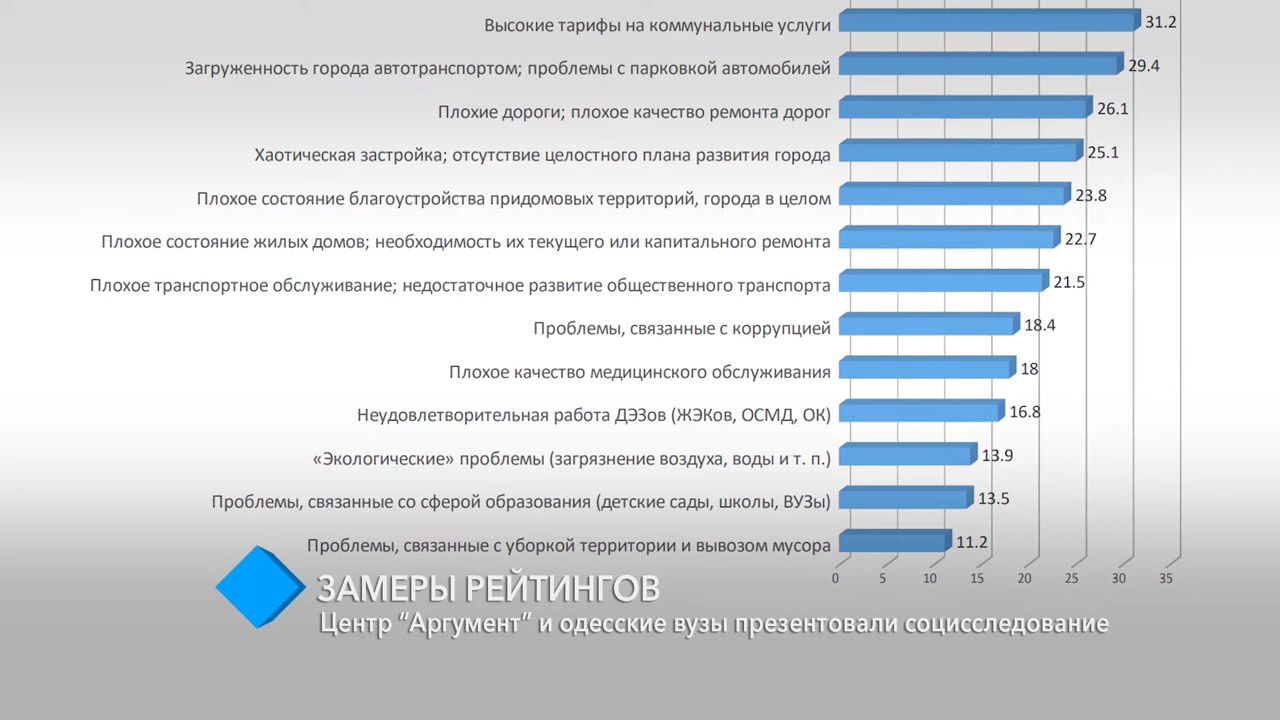 Высокие тарифы на коммунальные услуги 31.2
Загруженность города автотранспортом; проблемы с парковкой автомобилей 29.4
Плохие дороги; плохое качество ремонта дорог 26.1
Хаотическая застройка; отсутствие целостного плана развития города 25.1
Плохое состояние благоустройства придомовых территорий, города в целом 23.8
Плохое состояние жилых домов; необходимость их текущего или капитального ремонта 22.7
Плохое транспортное обслуживание; недостаточное развитие общественного транспорта 21.5
Проблемы, связанные с коррупцией 18.4
Плохое качество медицинского обслуживания 18
Неудовлетворительная работа ДЭЗов (ЖЭКов, ОСМД, ОК) 16.8
«Экологические» проблемы (загрязнение воздуха, воды и т. п.) 13.9
Проблемы, связанные со сферой образования (детские сады, школы, ВУЗы) 13.5
Проблемы, связанные с уборкой территории и вывозом мусора 11.2
0 5 10 15 20 25 30 35
ЗАМЕРЫ РЕЙТИНГОВ
Центр "Аргумент" и одесские вузы презентовали социсследование